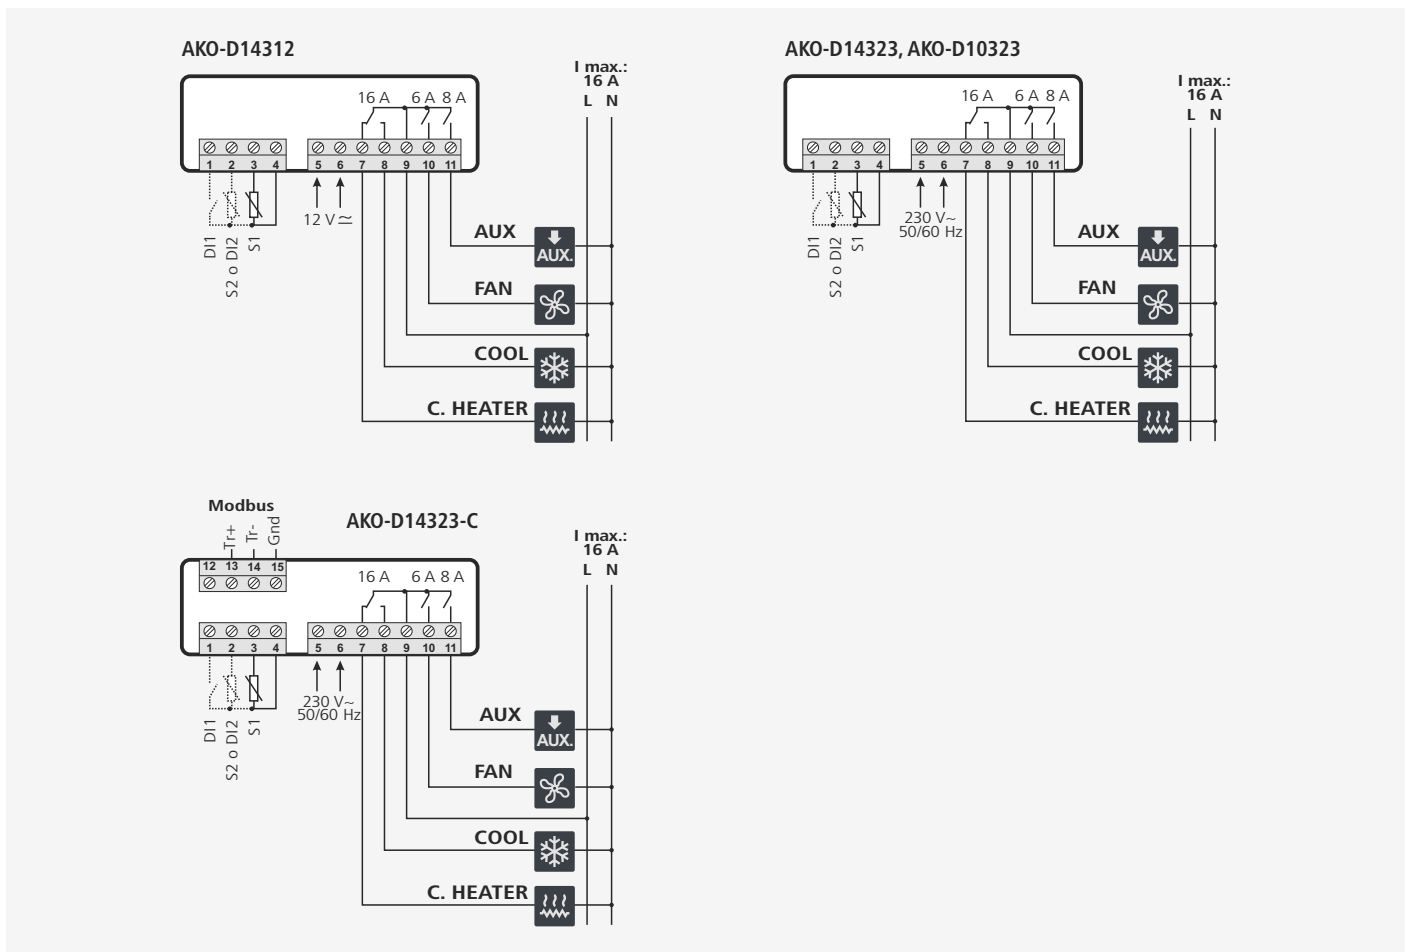 AKO-D14312
I max.:
16 A
L N
16 A 6 A 8 A
1 2 3 4 5 6 7 8 9 10 11
12 V ≂
DI1
S2 o DI2
S1
AUX
AUX.
FAN
COOL
C. HEATER
AKO-D14323, AKO-D10323
I max.:
16 A
L N
16 A 6 A 8 A
1 2 3 4 5 6 7 8 9 10 11
230 V~
50/60 Hz
DI1
S2 o DI2
S1
AUX
AUX.
FAN
COOL
C. HEATER
Modbus
Tr+
Tr-
Gnd
AKO-D14323-C
I max.:
16 A
L N
12 13 14 15
16 A 6 A 8 A
1 2 3 4 5 6 7 8 9 10 11
230 V~
50/60 Hz
DI1
S2 o DI2
S1
AUX
AUX.
FAN
COOL
C. HEATER